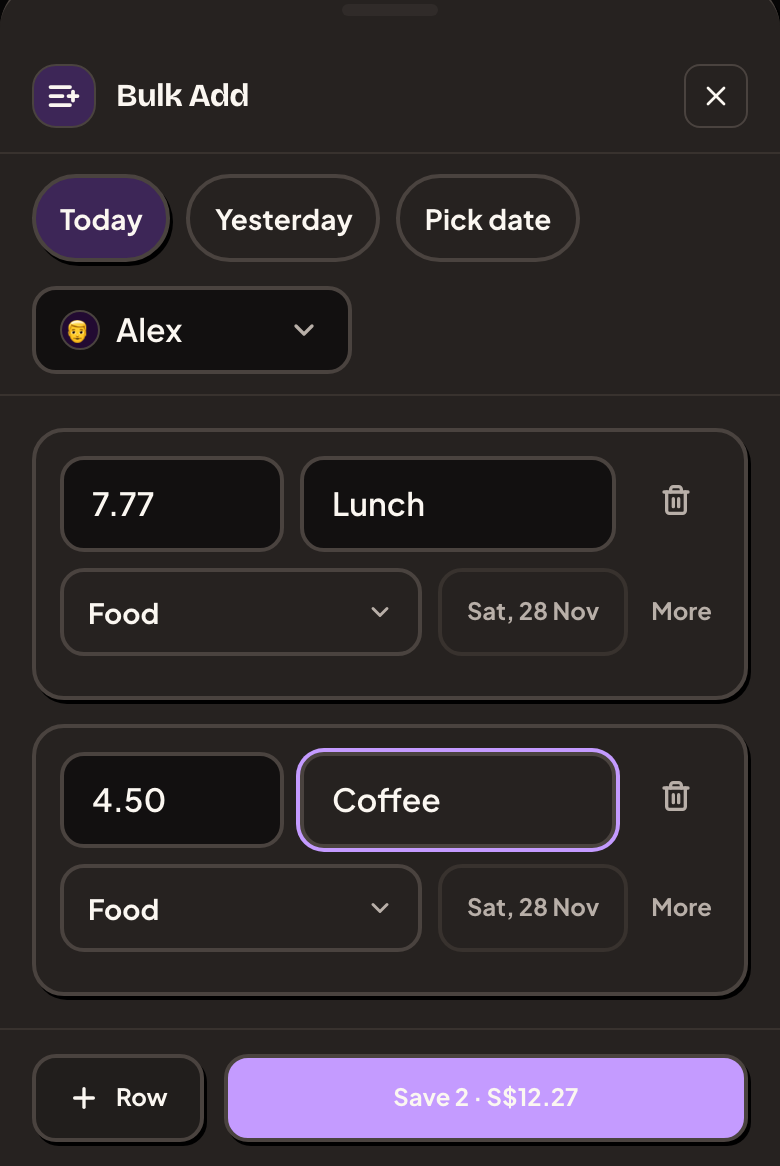 Bulk Add
Today Yesterday Pick date
Alex
7.77 Lunch
Food Sat, 28 Nov More
4.50 Coffee
Food Sat, 28 Nov More
Row Save 2 · S$12.27